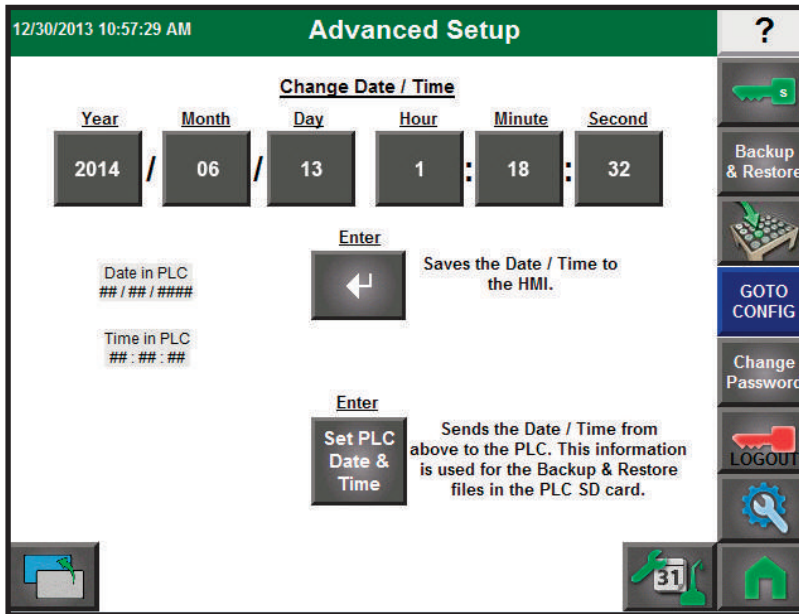 12/30/2013 10:57:29 AM
Advanced Setup
?
Change Date / Time
Year Month Day Hour Minute Second
2014 / 06 / 13 1 : 18 : 32
S
Backup
& Restore
Enter
Saves the Date / Time to
the HMI.
Date in PLC
## / ## / ####
GOTO
CONFIG
Time in PLC
## : ## : ##
Change
Password
Enter
Set PLC
Date &
Time
Sends the Date / Time from
above to the PLC. This information
is used for the Backup & Restore
files in the PLC SD card.
LOGOUT
31